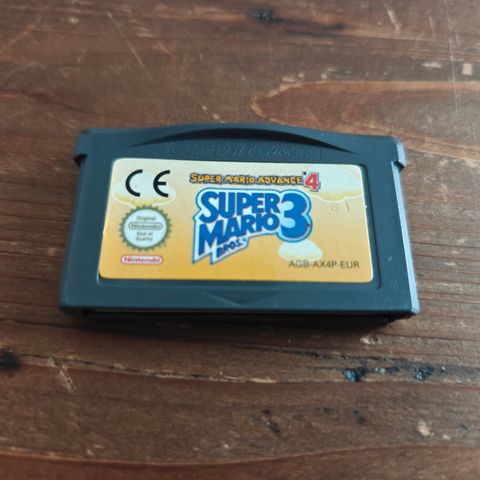 GAME BOY ADVANCE
CE
SUPER MARIO ADVANCE 4
SUPER
MARIO 3
BROS.
Original
Nintendo
Seal of
Quality
Nintendo
AGB-AX4P-EUR